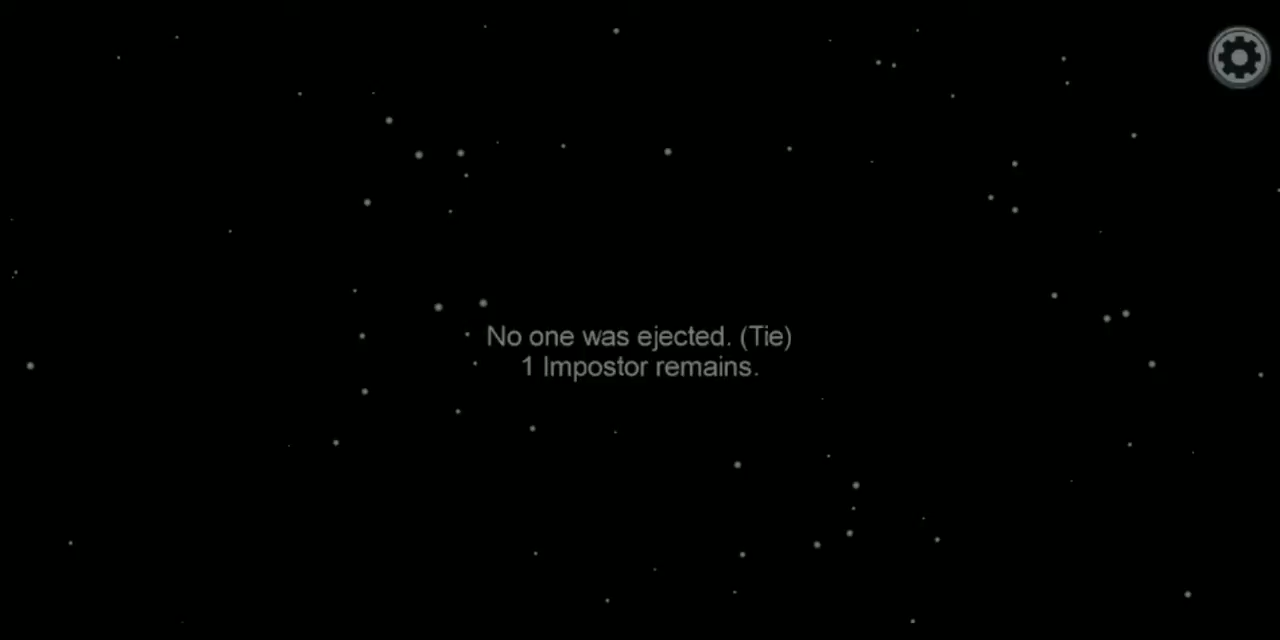 No one was ejected. (Tie)
1 Impostor remains.